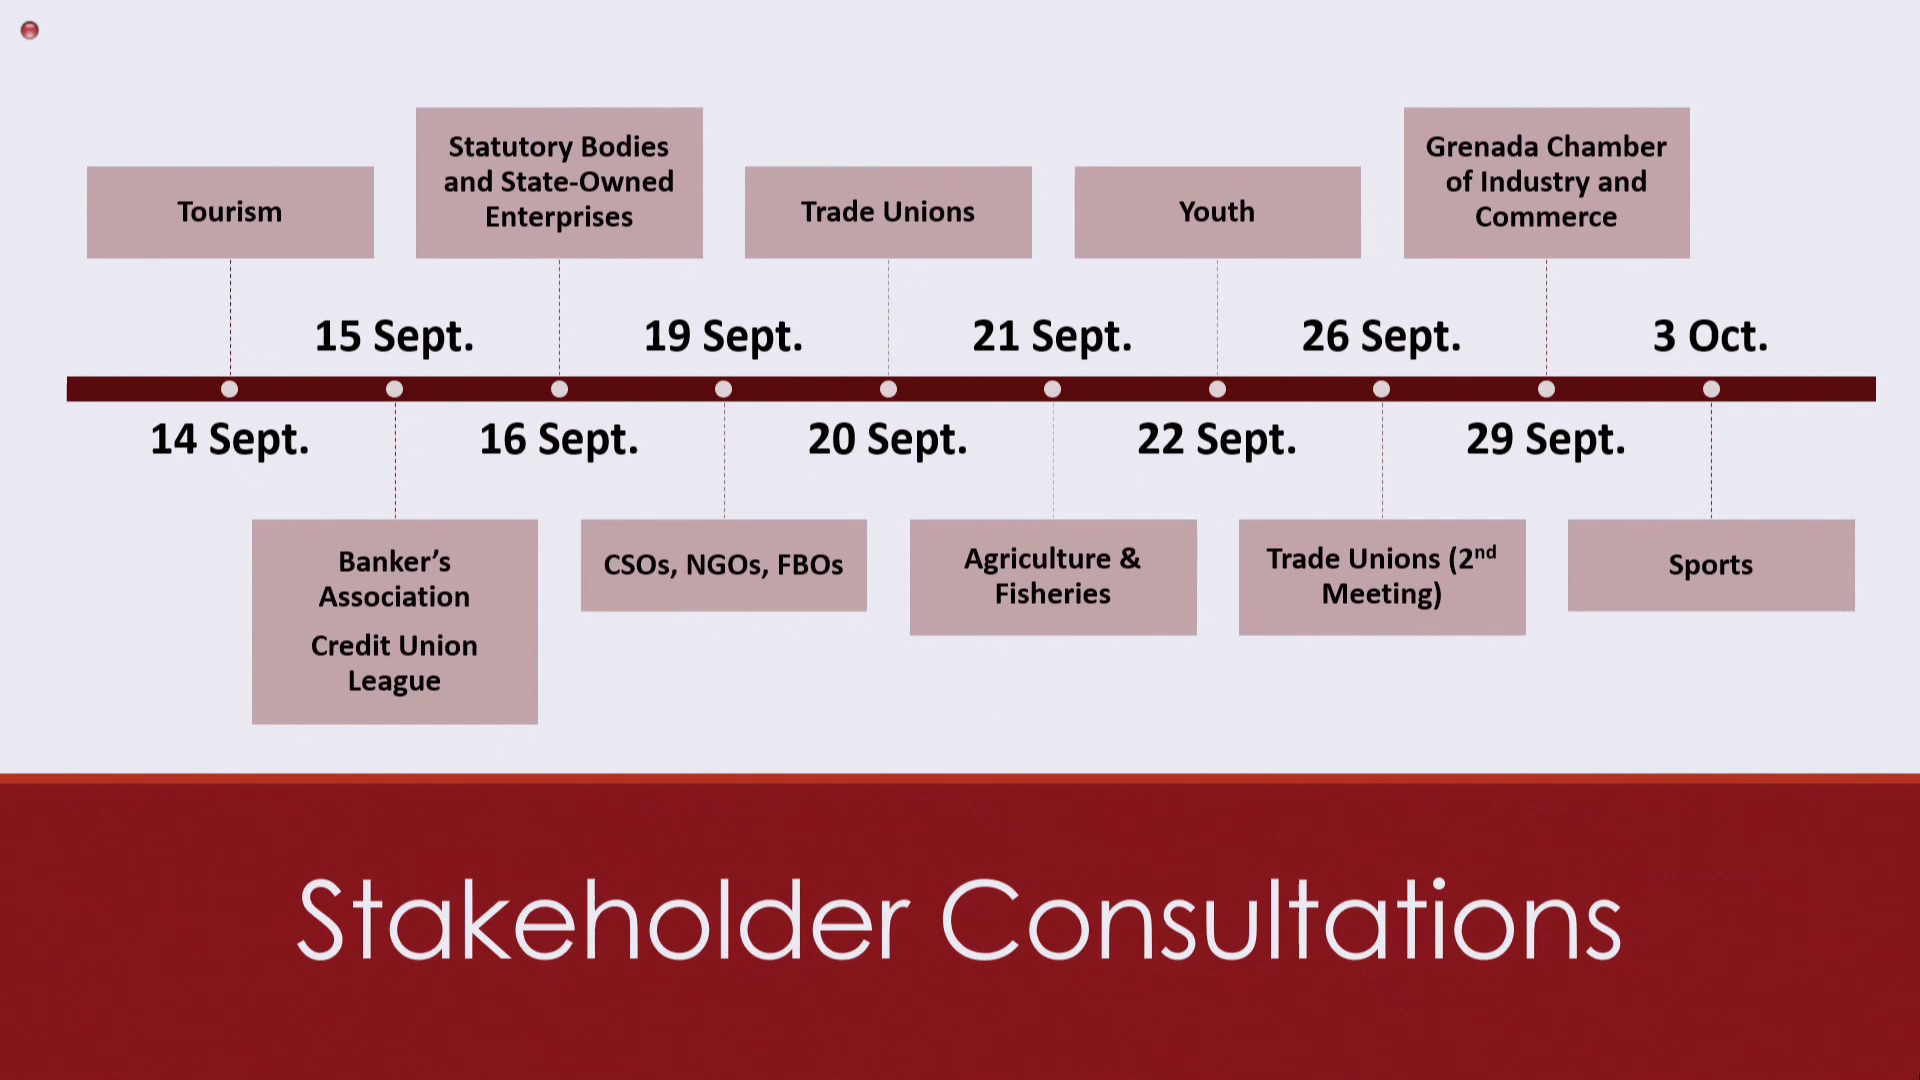 Tourism
Statutory Bodies
and State-Owned
Enterprises
Trade Unions
Youth
Grenada Chamber
of Industry and
Commerce
15 Sept.
19 Sept.
21 Sept.
26 Sept.
3 Oct.
14 Sept.
16 Sept.
20 Sept.
22 Sept.
29 Sept.
Banker’s
Association
Credit Union
League
CSOs, NGOs, FBOs
Agriculture &
Fisheries
Trade Unions (2nd
Meeting)
Sports
Stakeholder Consultations